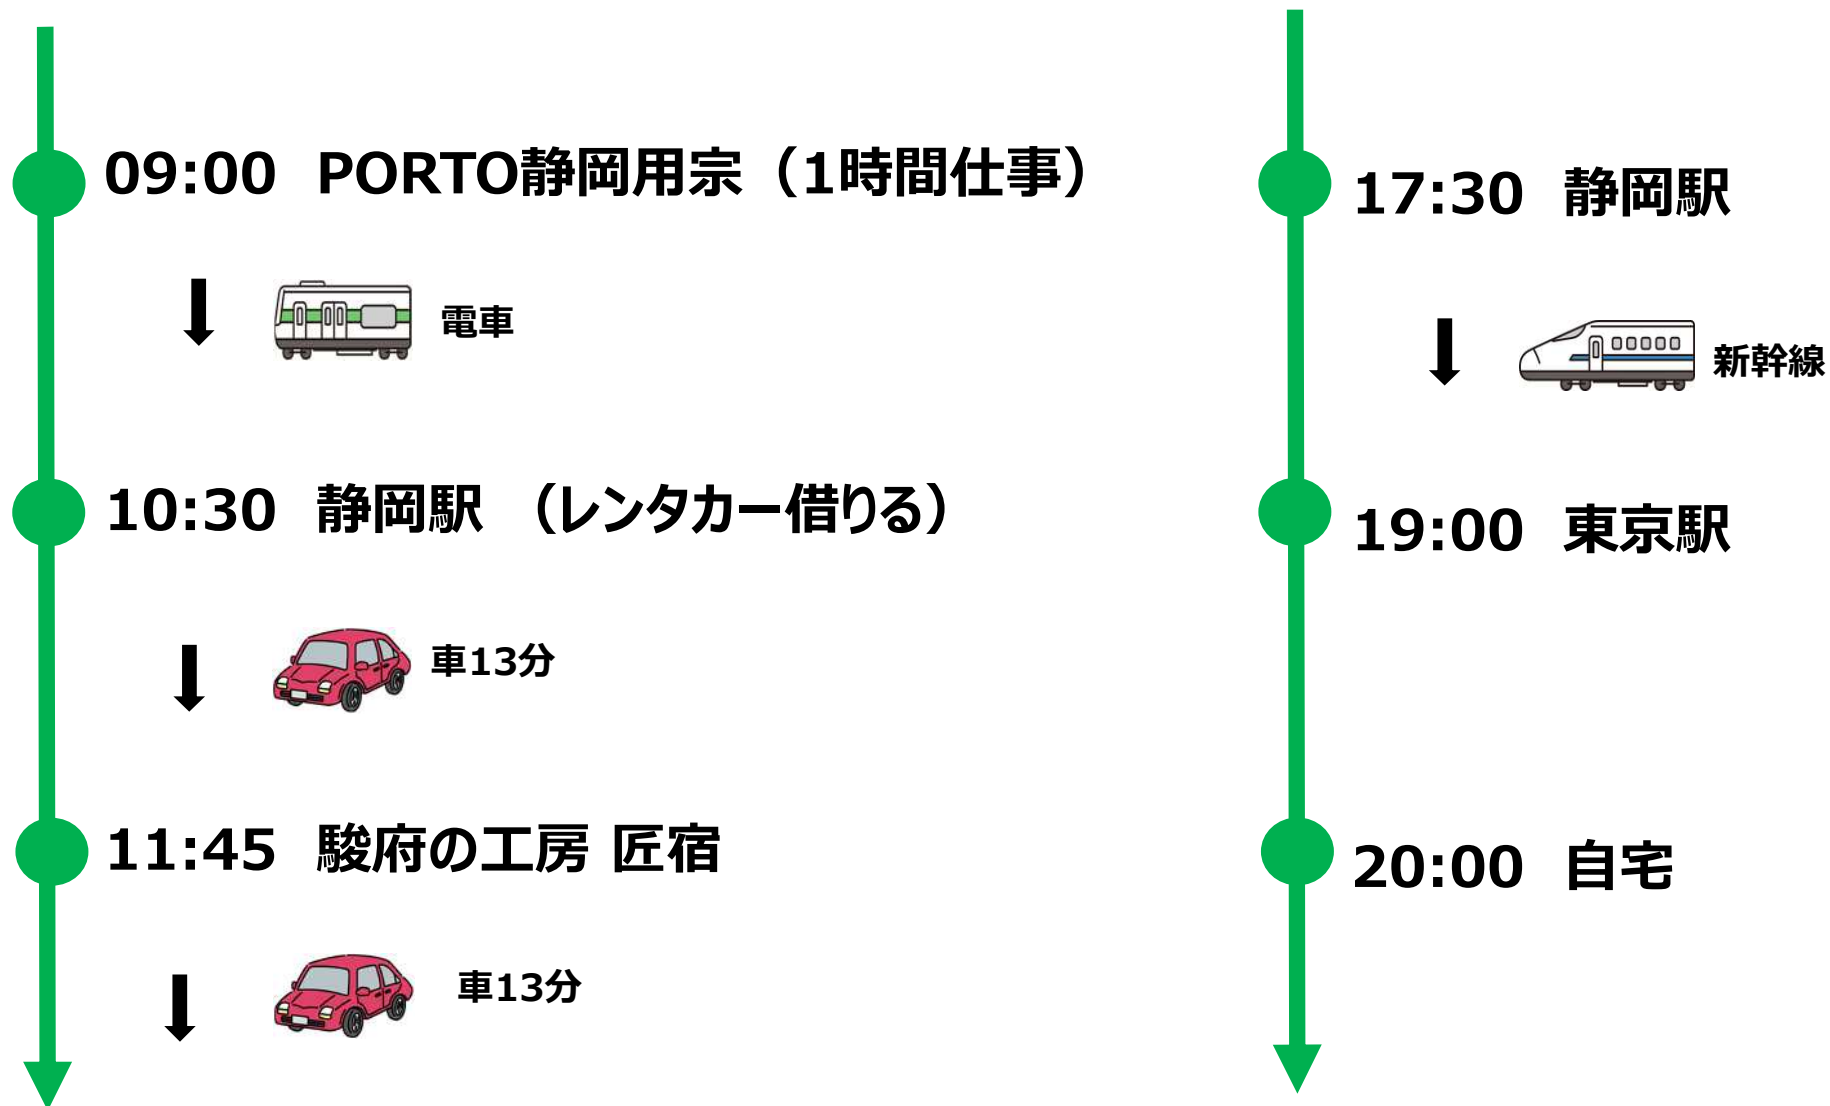 09:00 PORTO静岡用宗（1時間仕事）
電車
10:30 静岡駅 （レンタカー借りる）
車13分
11:45 駿府の工房 匠宿
車13分
17:30 静岡駅
新幹線
19:00 東京駅
20:00 自宅